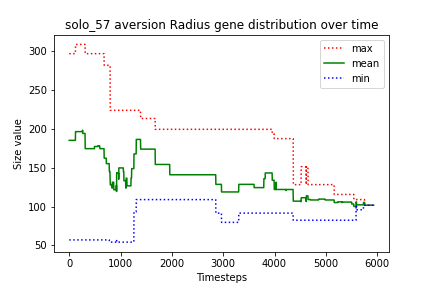 solo_57 aversion Radius gene distribution over time
max
mean
min
Size value
300
250
200
150
100
50
0
1000
2000
3000
4000
5000
6000
Timesteps